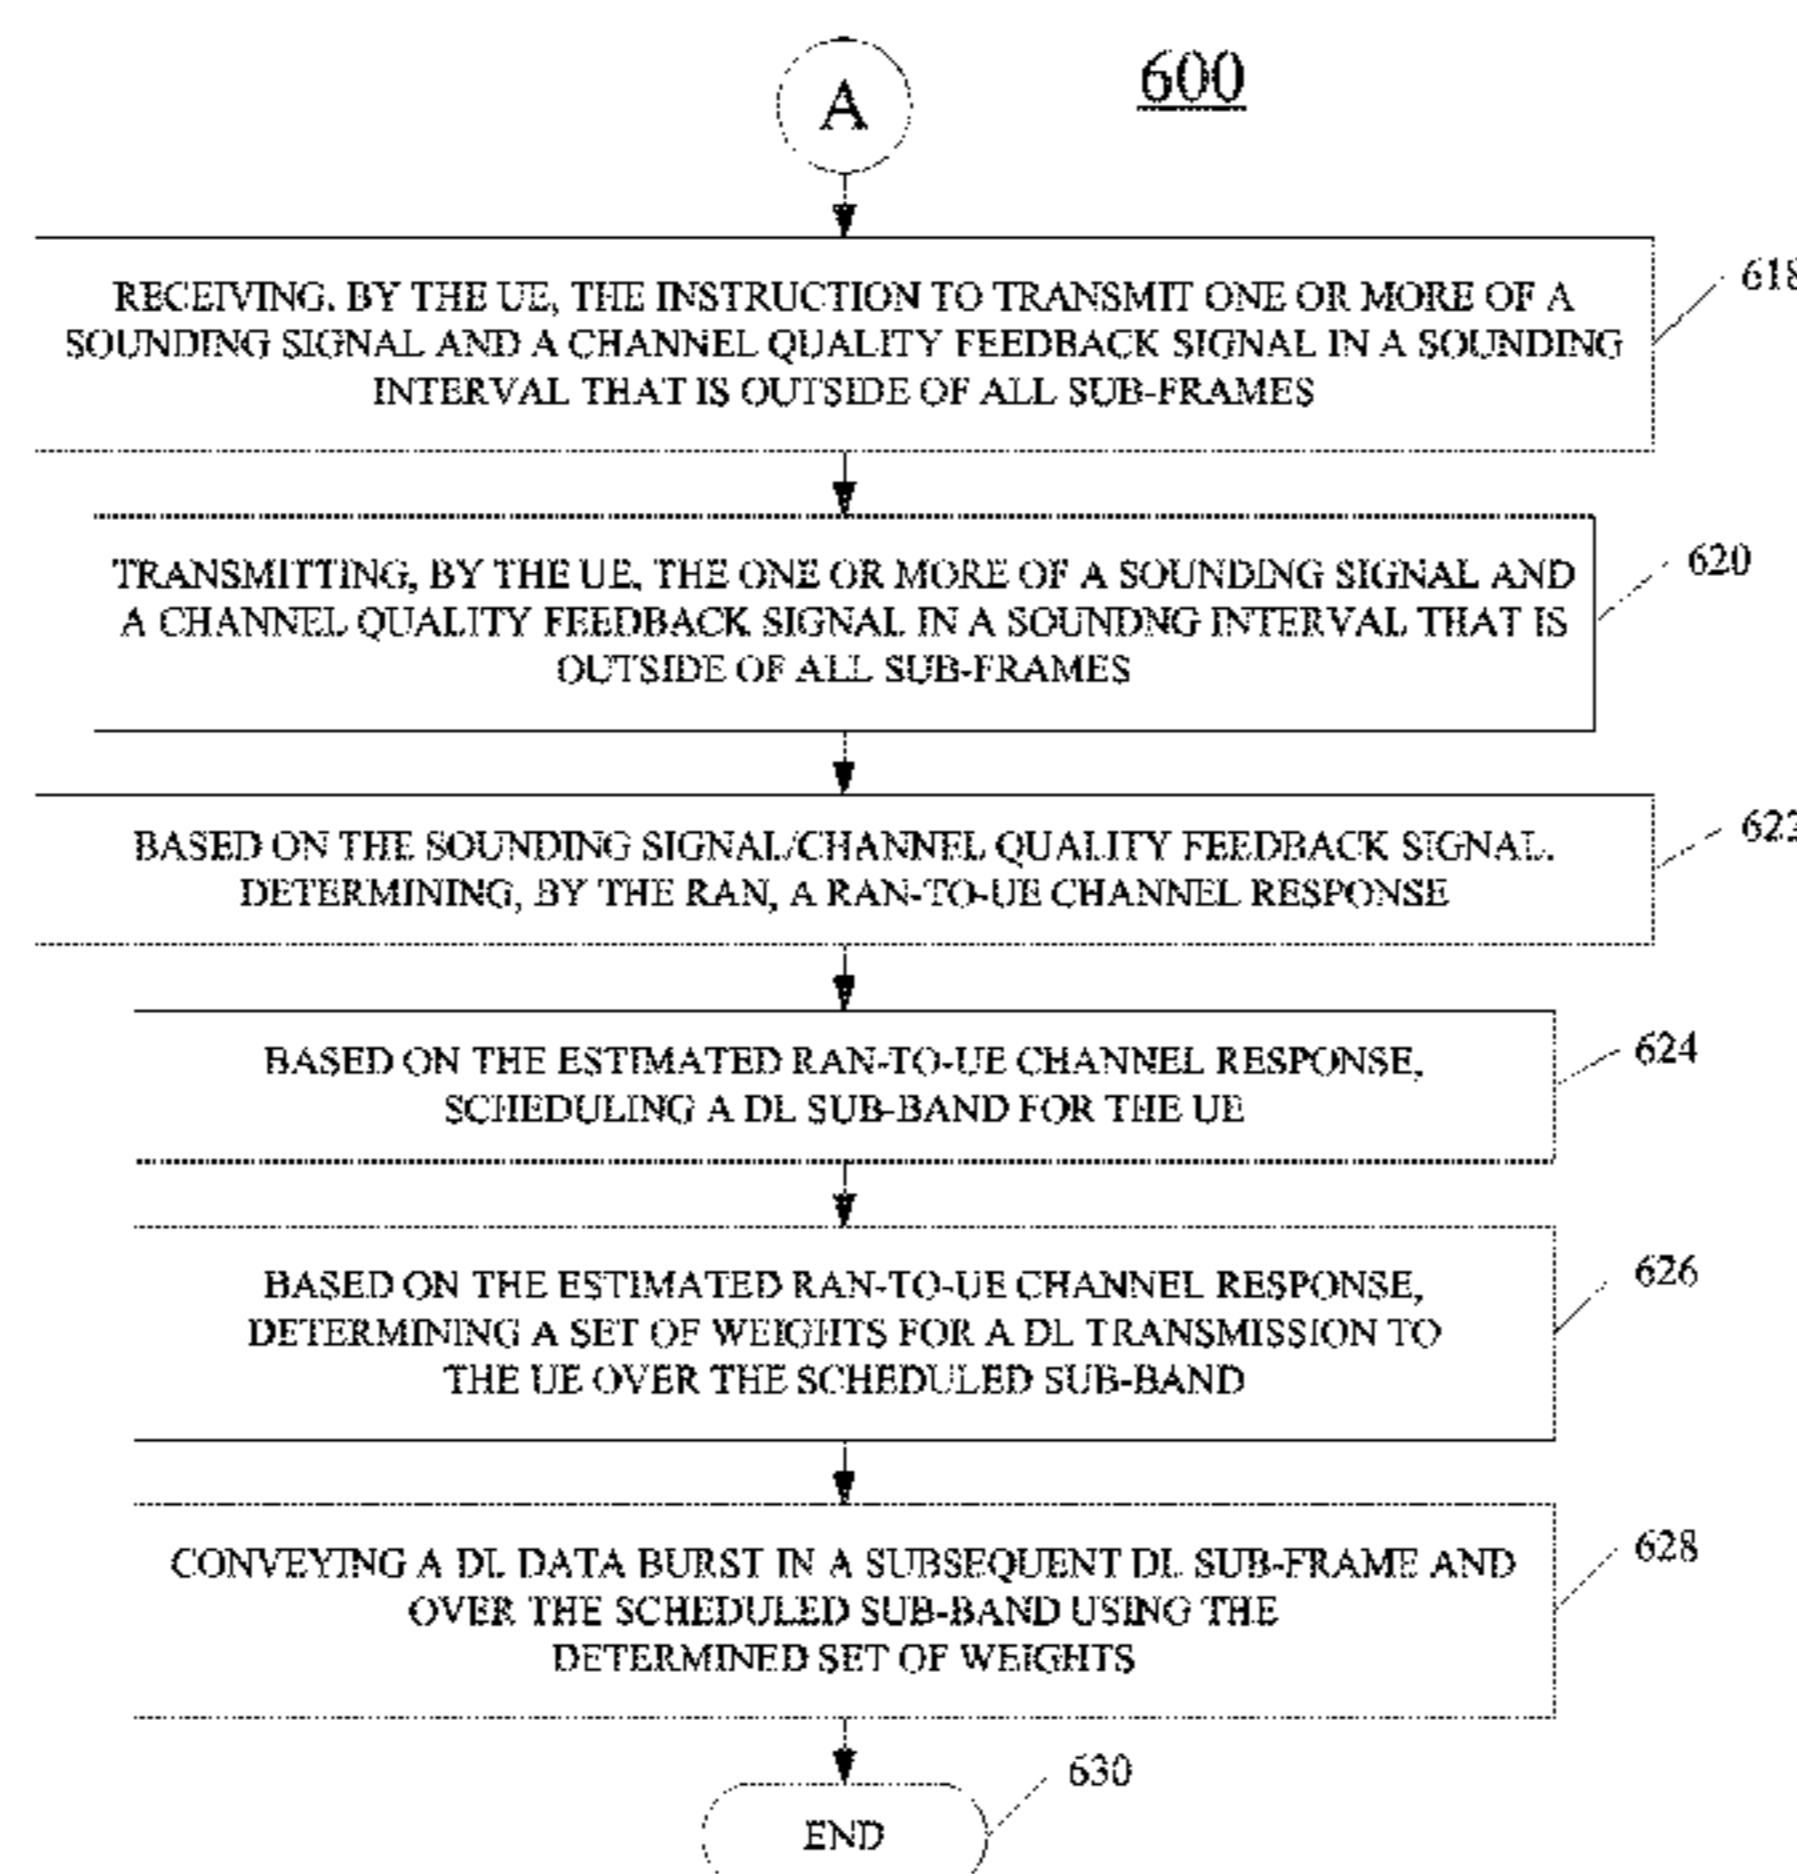 A
600
RECEIVING. BY THE UE, THE INSTRUCTION TO TRANSMIT ONE OR MORE OF A
SOUNDING SIGNAL AND A CHANNEL QUALITY FEEDBACK SIGNAL IN A SOUNDING
INTERVAL THAT IS OUTSIDE OF ALL SUB-FRAMES
618
TRANSMITTING, BY THE UE, THE ONE OR MORE OF A SOUNDING SIGNAL AND
A CHANNEL QUALITY FEEDBACK SIGNAL IN A SOUNDNG INTERVAL THAT IS
OUTSIDE OF ALL SUB-FRAMES
620
BASED ON THE SOUNDING SIGNAL/CHANNEL QUALITY FEEDBACK SIGNAL.
DETERMINING, BY THE RAN, A RAN-TO-UE CHANNEL RESPONSE
622
BASED ON THE ESTIMATED RAN-TO-UE CHANNEL RESPONSE,
SCHEDULING A DL SUB-BAND FOR THE UE
624
BASED ON THE ESTIMATED RAN-TO-UE CHANNEL RESPONSE,
DETERMINING A SET OF WEIGHTS FOR A DL TRANSMISSION TO
THE UE OVER THE SCHEDULED SUB-BAND
626
CONVEYING A DL DATA BURST IN A SUBSEQUENT DL SUB-FRAME AND
OVER THE SCHEDULED SUB-BAND USING THE
DETERMINED SET OF WEIGHTS
628
END
630